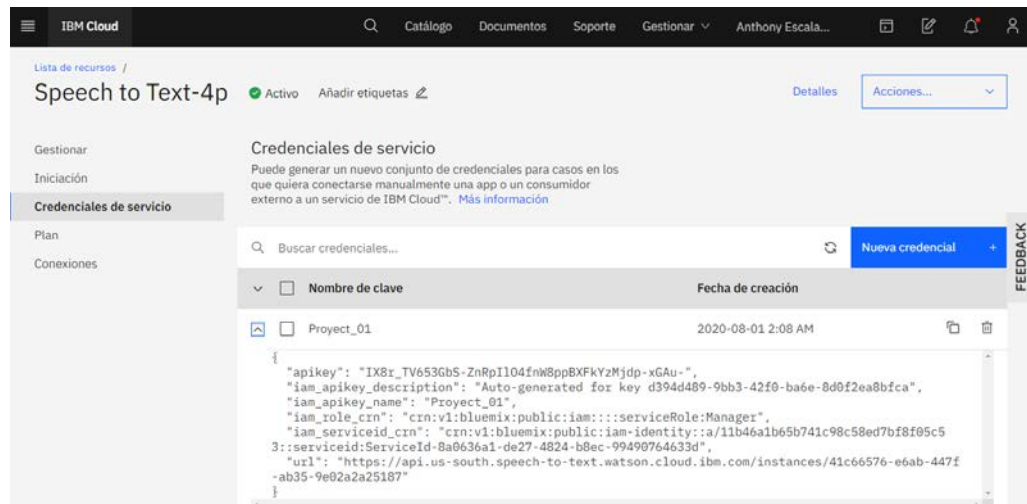 IBM Cloud
Catálogo
Documentos
Soporte
Gestionar
Anthony Escala...
Lista de recursos /
Speech to Text-4p
Activo
Añadir etiquetas
Detalles
Acciones...
Gestionar
Iniciación
Credenciales de servicio
Plan
Conexiones
Credenciales de servicio
Puede generar un nuevo conjunto de credenciales para casos en los
que quiera conectarse manualmente una app o un consumidor
externo a un servicio de IBM Cloud™. Más información
Buscar credenciales...
Nueva credencial +
FEEDBACK
Nombre de clave
Fecha de creación
Proyect_01
2020-08-01 2:08 AM
{
"apikey":
"iam_apikey_description": "Auto-generated for key d394d489-9bb3-42f0-ba6e-8d0f2ea8bfca",
"iam_apikey_name": "Proyect_01",
"iam_role_crn": "crn:v1:bluemix:public:iam::::serviceRole:Manager",
"iam_serviceid_crn": "crn:v1:bluemix:public:iam-identity::a/11b46a1b65b741c98c58ed7bf8f05c5
3::serviceid:ServiceId-8a0636a1-de27-4824-b8ec-99490764633d",
"url": "https://api.us-south.speech-to-text.watson.cloud.ibm.com/instances/41c66576-e6ab-447f
-ab35-9e02a2a25187"
}